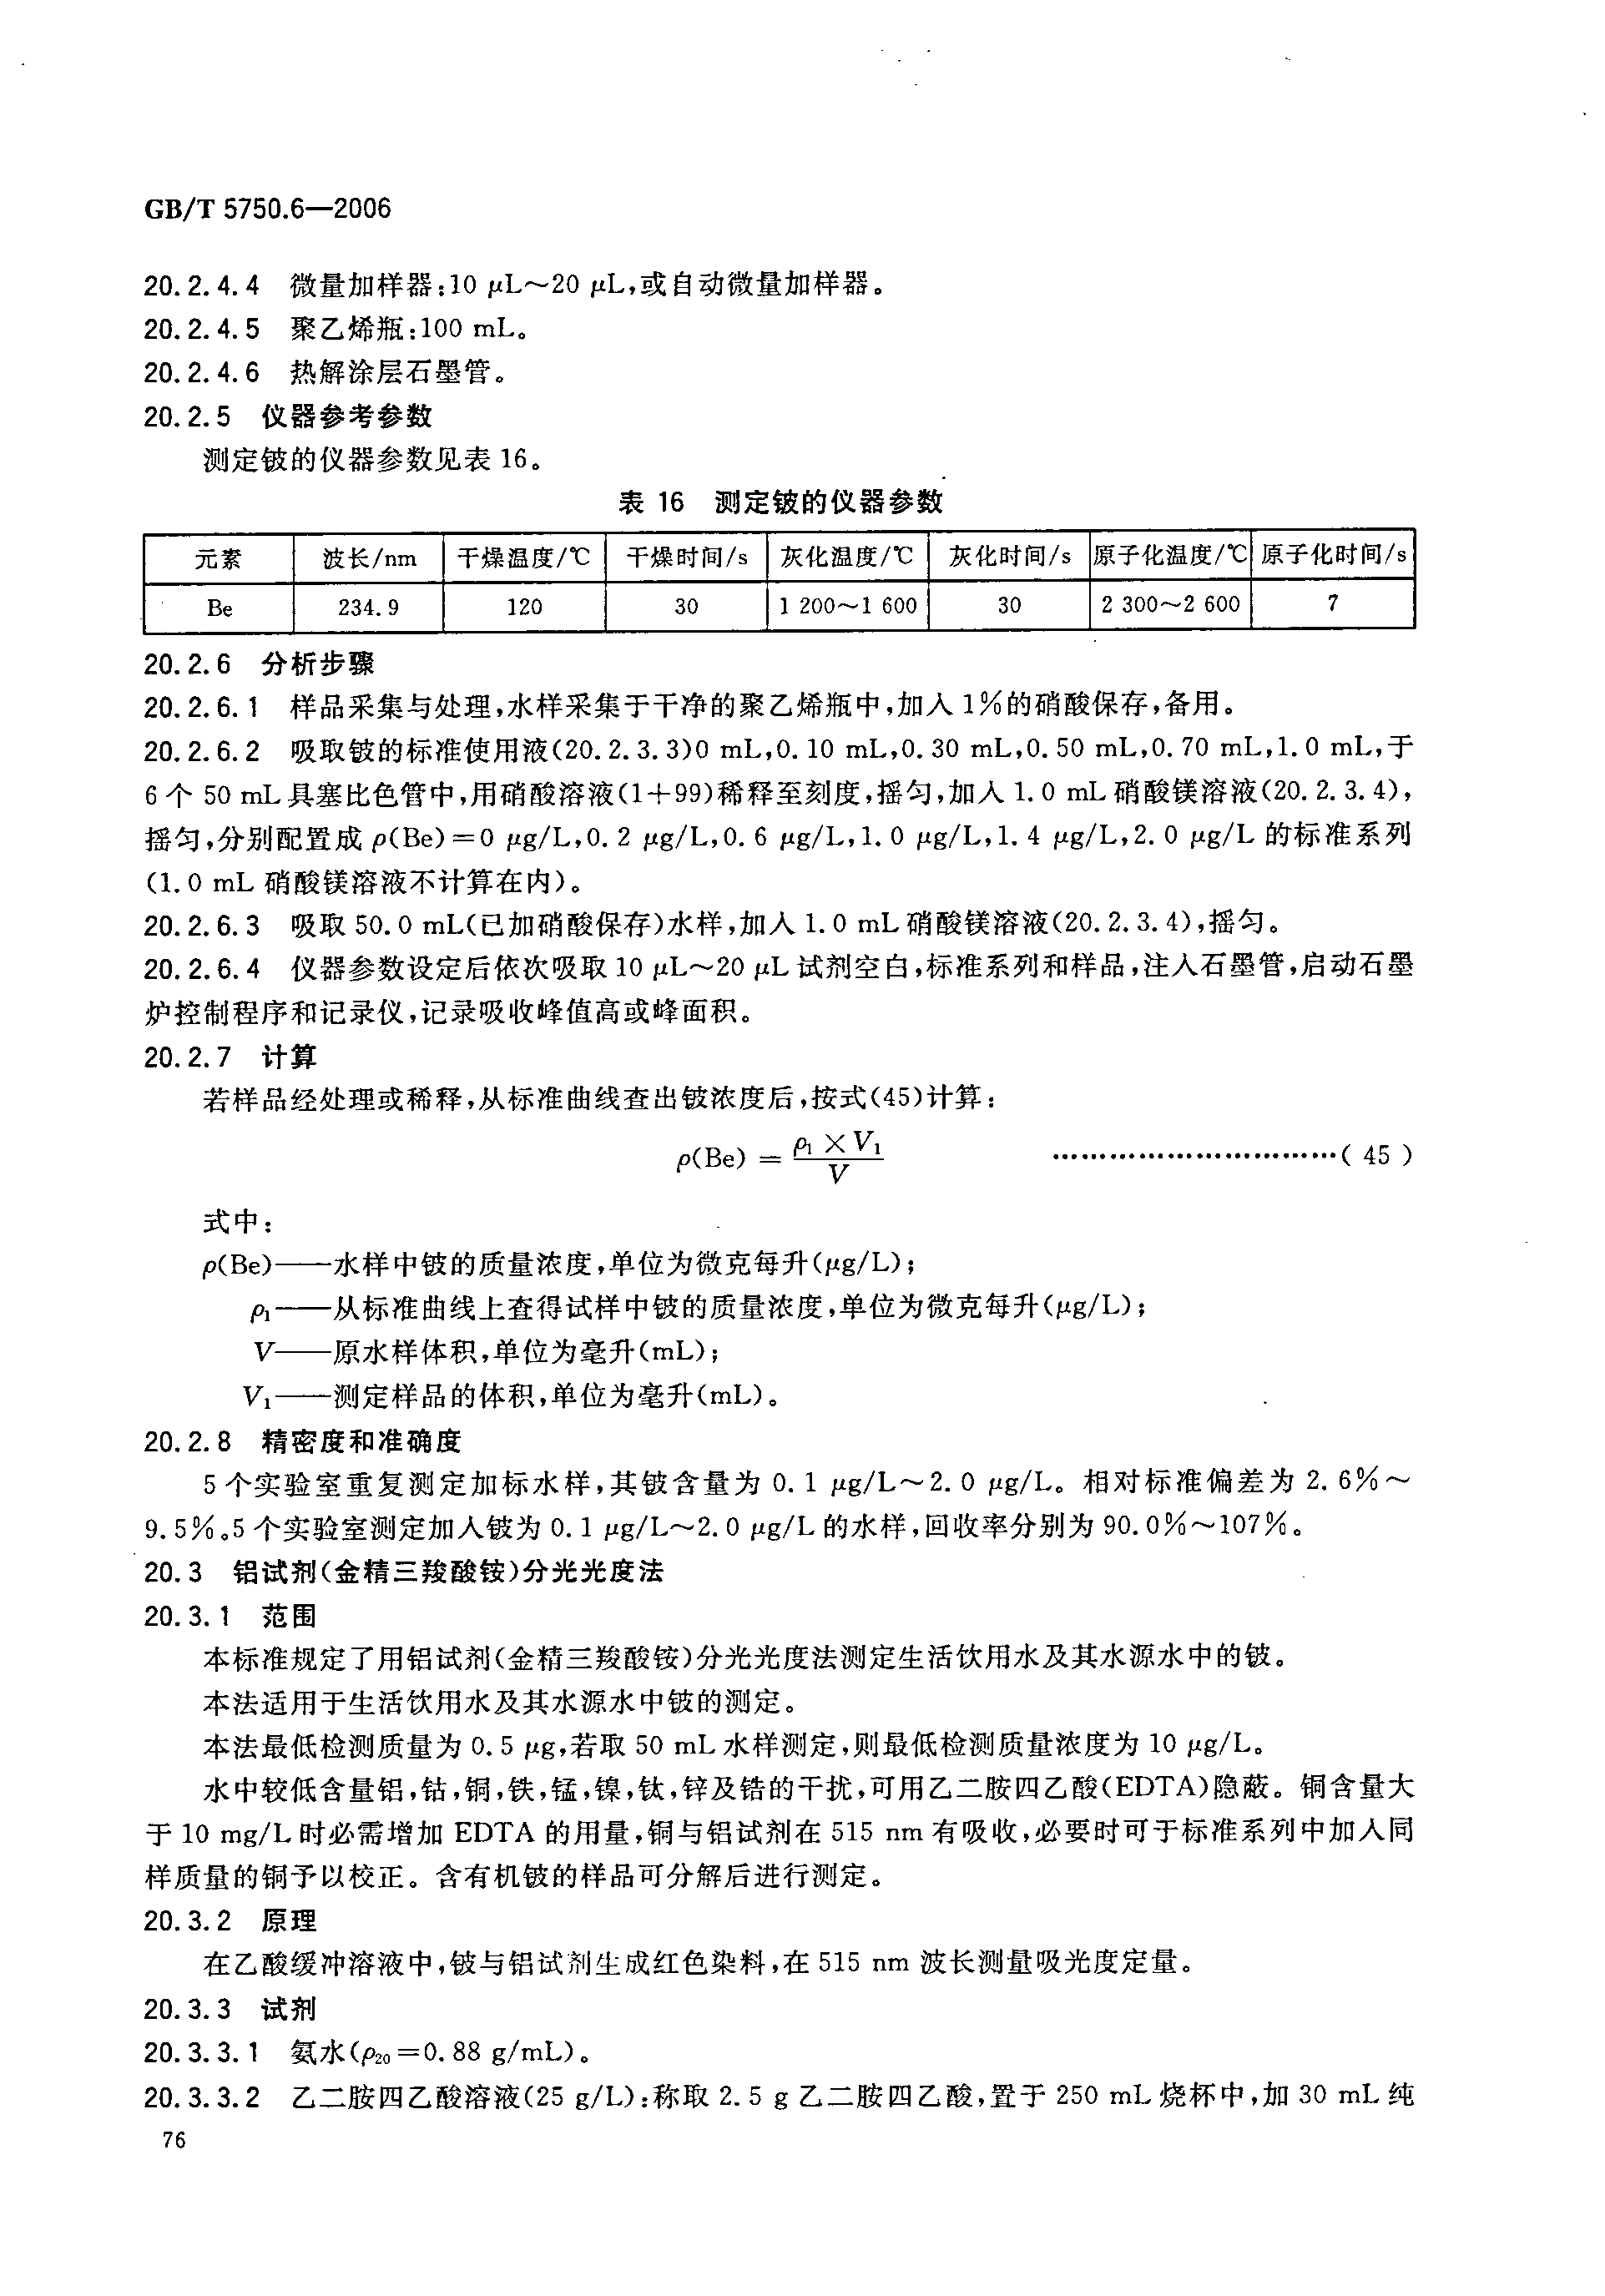 GB/T 5750.6—2006
20.2.4.4 微量加样器:10 μL~20 μL,或自动微量加样器。
20.2.4.5 聚乙烯瓶:100 mL。
20.2.4.6 热解涂层石墨管。
20.2.5 仪器参考参数
测定铍的仪器参数见表 16。
表 16 测定铍的仪器参数
元素 波长/nm 干燥温度/℃ 干燥时间/s 灰化温度/℃ 灰化时间/s 原子化温度/℃ 原子化时间/s
Be 234.9 120 30 1 200~1 600 30 2 300~2 600 7
20.2.6 分析步骤
20.2.6.1 样品采集与处理,水样采集于干净的聚乙烯瓶中,加入 1%的硝酸保存,备用。
20.2.6.2 吸取铍的标准使用液(20.2.3.3)0 mL,0.10 mL,0.30 mL,0.50 mL,0.70 mL,1.0 mL,于
6 个 50 mL 具塞比色管中,用硝酸溶液(1+99)稀释至刻度,摇匀,加入 1.0 mL 硝酸镁溶液(20.2.3.4),
摇匀,分别配置成 ρ(Be)=0 μg/L,0.2 μg/L,0.6 μg/L,1.0 μg/L,1.4 μg/L,2.0 μg/L 的标准系列
(1.0 mL 硝酸镁溶液不计算在内)。
20.2.6.3 吸取 50.0 mL(已加硝酸保存)水样,加入 1.0 mL 硝酸镁溶液(20.2.3.4),摇匀。
20.2.6.4 仪器参数设定后依次吸取 10 μL~20 μL 试剂空白,标准系列和样品,注入石墨管,启动石墨
炉控制程序和记录仪,记录吸收峰值高或峰面积。
20.2.7 计算
若样品经处理或稀释,从标准曲线查出铍浓度后,按式(45)计算:
ρ(Be) = ρ₁ × V₁ / V ……………………………( 45 )
式中:
ρ(Be)——水样中铍的质量浓度,单位为微克每升(μg/L);
ρ₁——从标准曲线上查得试样中铍的质量浓度,单位为微克每升(μg/L);
V——原水样体积,单位为毫升(mL);
V₁——测定样品的体积,单位为毫升(mL)。
20.2.8 精密度和准确度
5 个实验室重复测定加标水样,其铍含量为 0.1 μg/L~2.0 μg/L。相对标准偏差为 2.6%~
9.5%。5 个实验室测定加入铍为 0.1 μg/L~2.0 μg/L 的水样,回收率分别为 90.0%~107%。
20.3 铝试剂(金精三羧酸铵)分光光度法
20.3.1 范围
本标准规定了用铝试剂(金精三羧酸铵)分光光度法测定生活饮用水及其水源水中的铍。
本法适用于生活饮用水及其水源水中铍的测定。
本法最低检测质量为 0.5 μg,若取 50 mL 水样测定,则最低检测质量浓度为 10 μg/L。
水中较低含量铝,钴,铜,铁,锰,镍,钛,锌及锆的干扰,可用乙二胺四乙酸(EDTA)隐蔽。铜含量大
于 10 mg/L 时必需增加 EDTA 的用量,铜与铝试剂在 515 nm 有吸收,必要时可于标准系列中加入同
样质量的铜予以校正。含有机铍的样品可分解后进行测定。
20.3.2 原理
在乙酸缓冲溶液中,铍与铝试剂生成红色染料,在 515 nm 波长测量吸光度定量。
20.3.3 试剂
20.3.3.1 氨水(ρ₂₀=0.88 g/mL)。
20.3.3.2 乙二胺四乙酸溶液(25 g/L):称取 2.5 g 乙二胺四乙酸,置于 250 mL 烧杯中,加 30 mL 纯
76